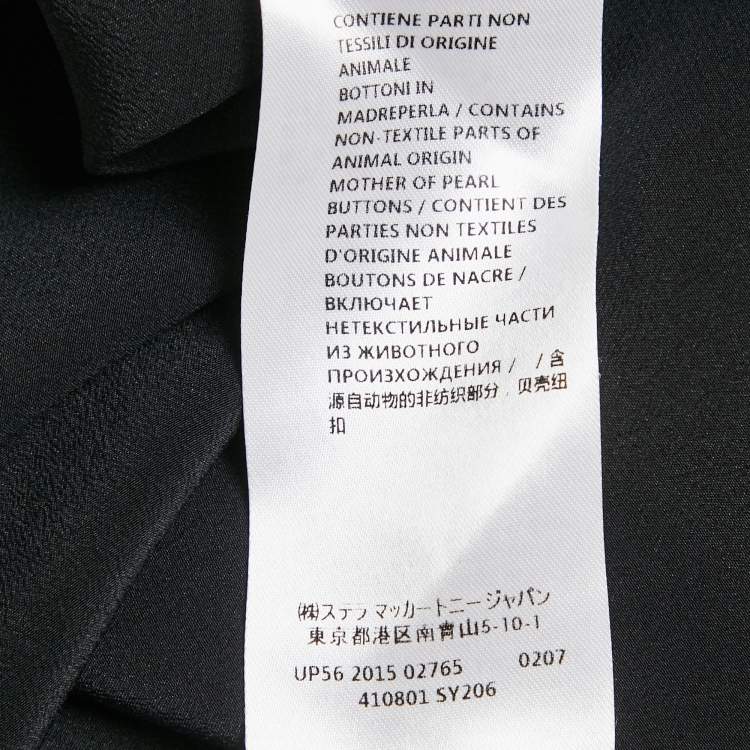 CONTIENE PARTI NON
TESSILI DI ORIGINE
ANIMALE
BOTTONI IN
MADREPERLA / CONTAINS
NON-TEXTILE PARTS OF
ANIMAL ORIGIN
MOTHER OF PEARL
BUTTONS / CONTIENT DES
PARTIES NON TEXTILES
D'ORIGINE ANIMALE
BOUTONS DE NACRE /
ВКЛЮЧАЕТ
НЕТЕКСТИЛЬНЫЕ ЧАСТИ
ИЗ ЖИВОТНОГО
ПРОИЗХОЖДЕНИЯ / / 含
源自动物的非纺织部分，贝壳纽
扣
㈱ステラ マッカートニージャパン
東京都港区南青山5-10-1
UP56 2015 02765 0207
410801 SY206